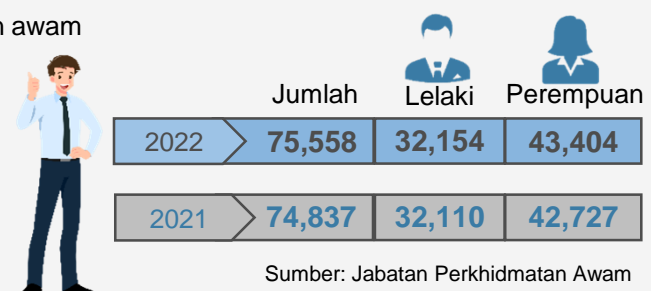 awam
Jumlah Lelaki Perempuan
2022 75,558 32,154 43,404
2021 74,837 32,110 42,727
Sumber: Jabatan Perkhidmatan Awam